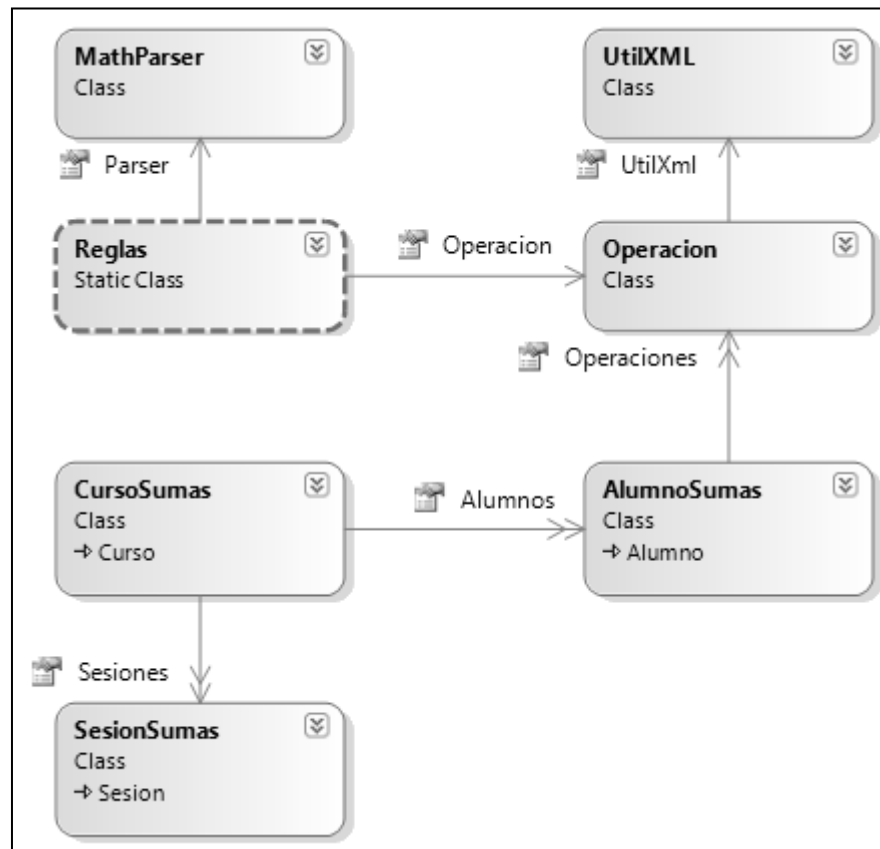 MathParser
Class
UtilXML
Class
Parser
UtilXml
Reglas
Static Class
Operacion
Operacion
Class
Operaciones
CursoSumas
Class
Curso
Alumnos
AlumnoSumas
Class
Alumno
Sesiones
SesionSumas
Class
Sesion